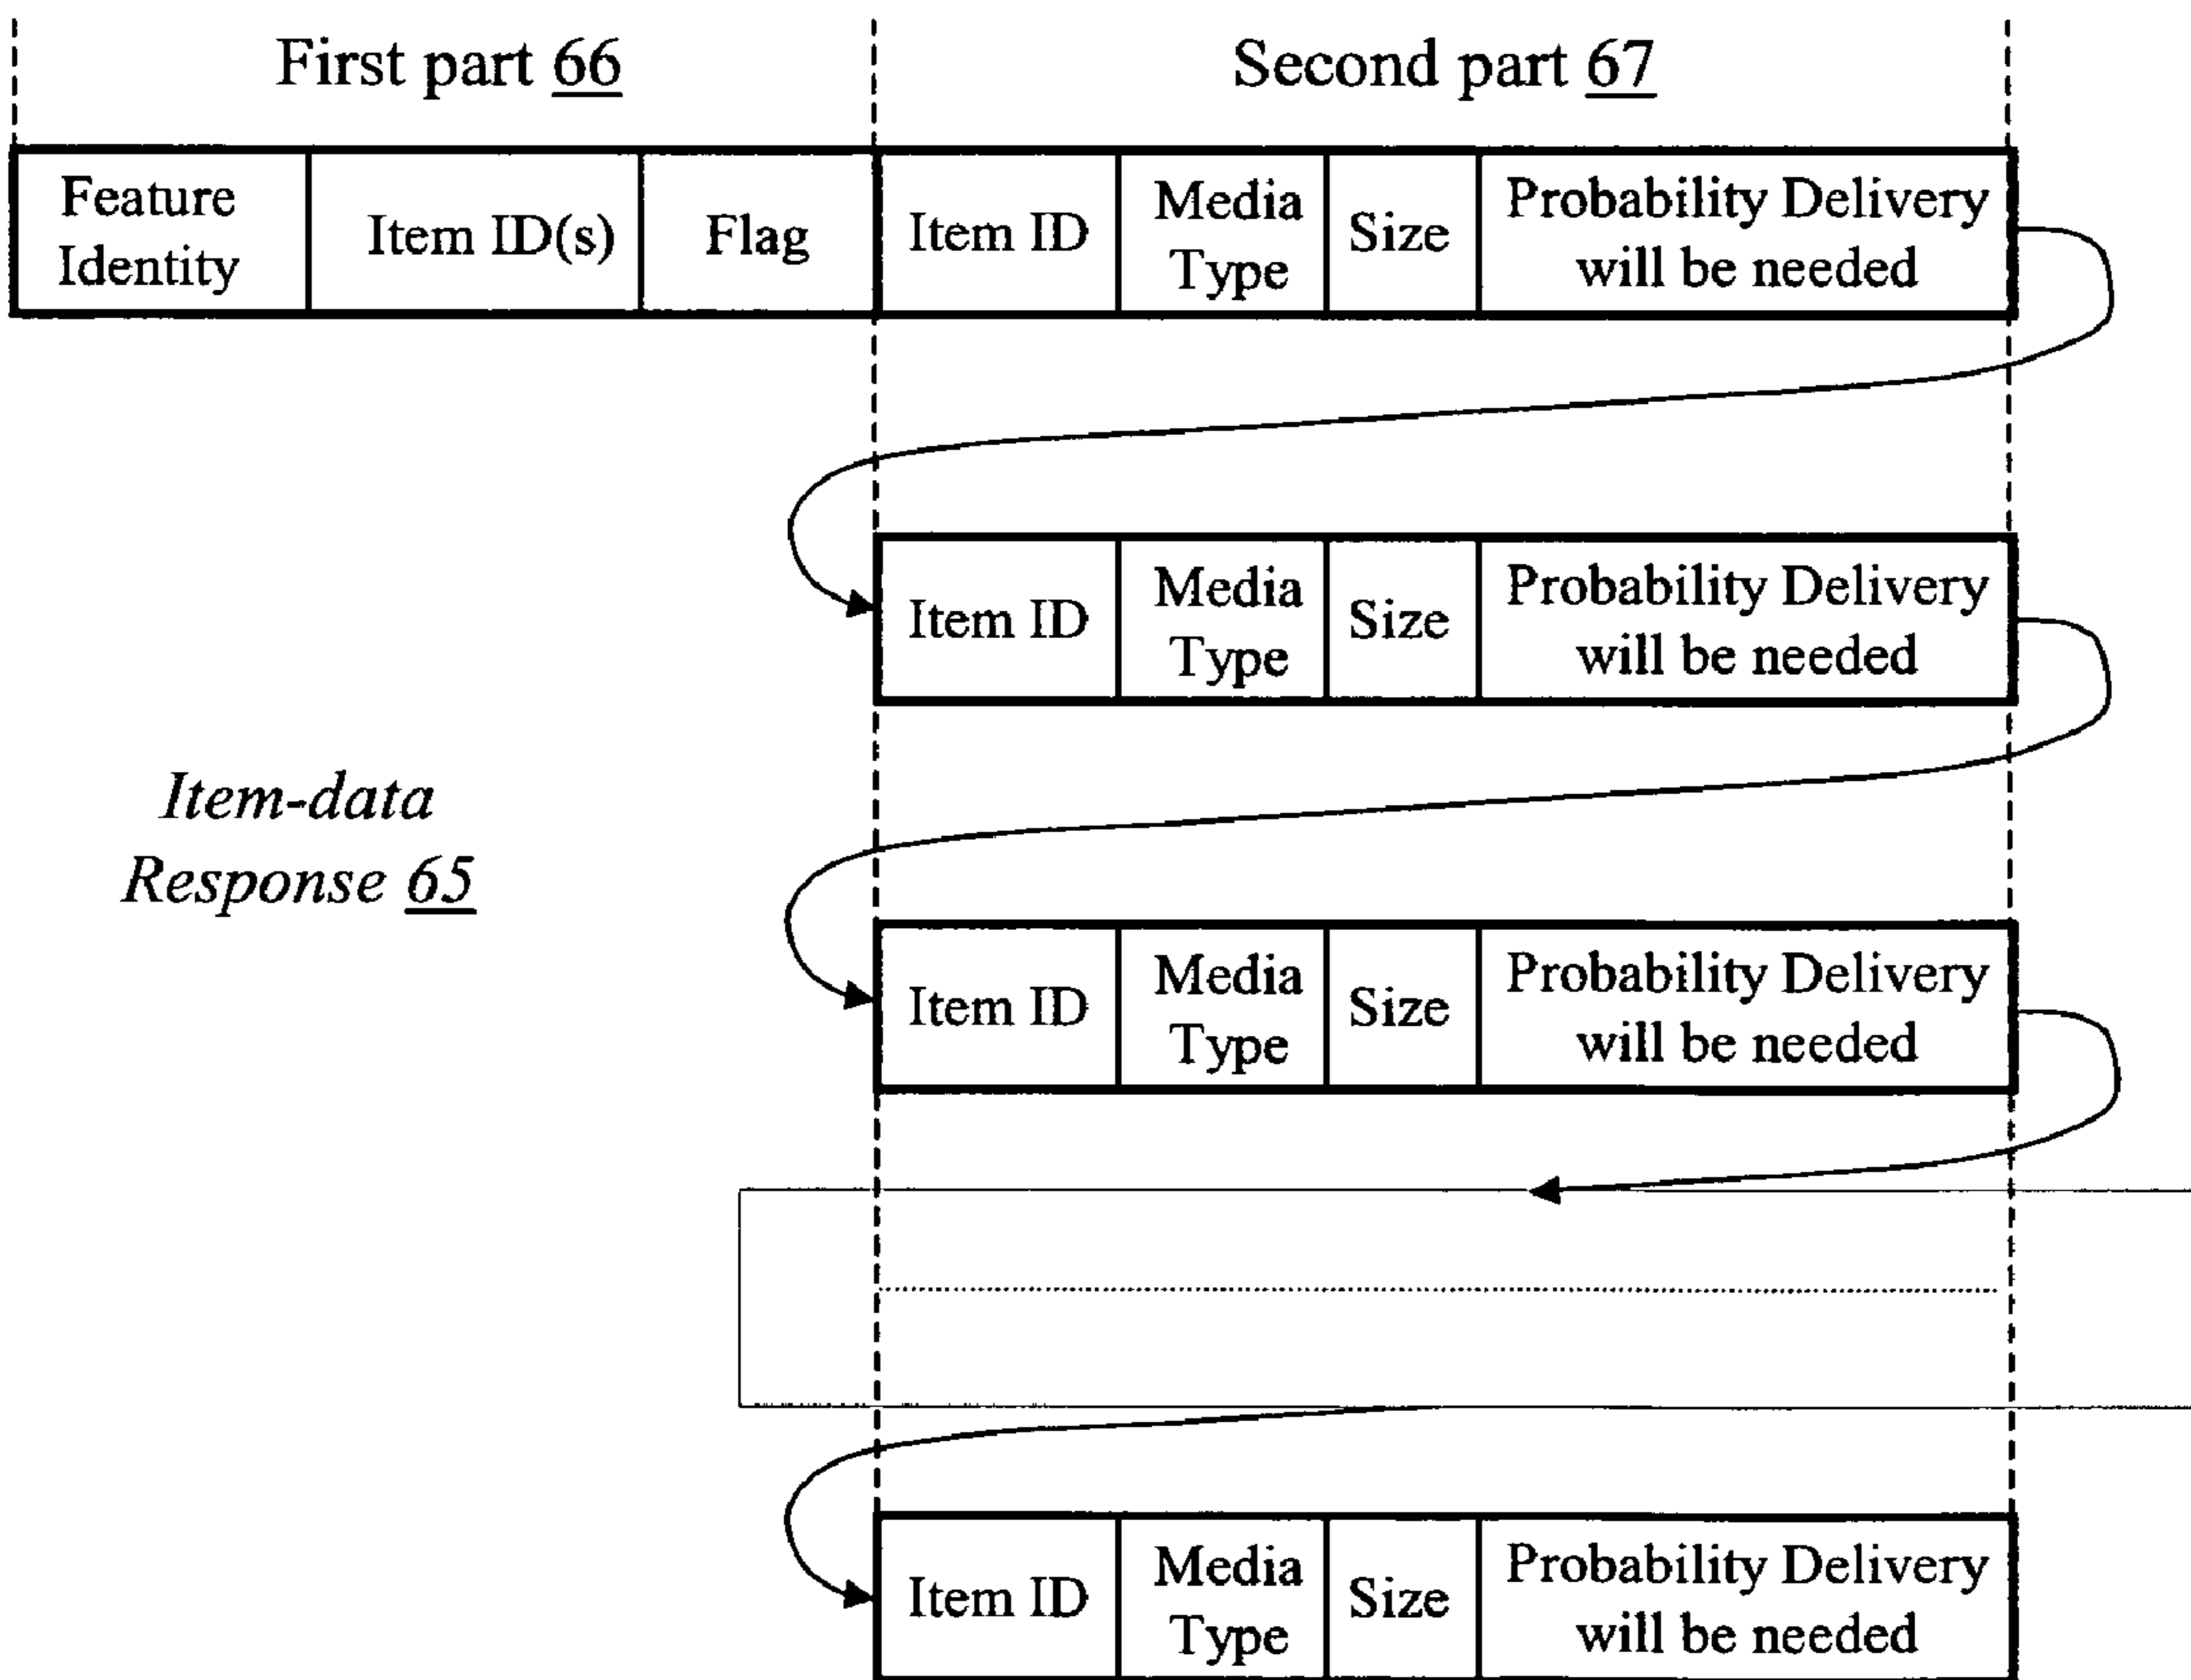 First part 66
Second part 67
Feature
Identity
Item ID(s)
Flag
Item ID
Media
Type
Size
Probability Delivery
will be needed
Item ID
Media
Type
Size
Probability Delivery
will be needed
Item-data
Response 65
Item ID
Media
Type
Size
Probability Delivery
will be needed
Item ID
Media
Type
Size
Probability Delivery
will be needed